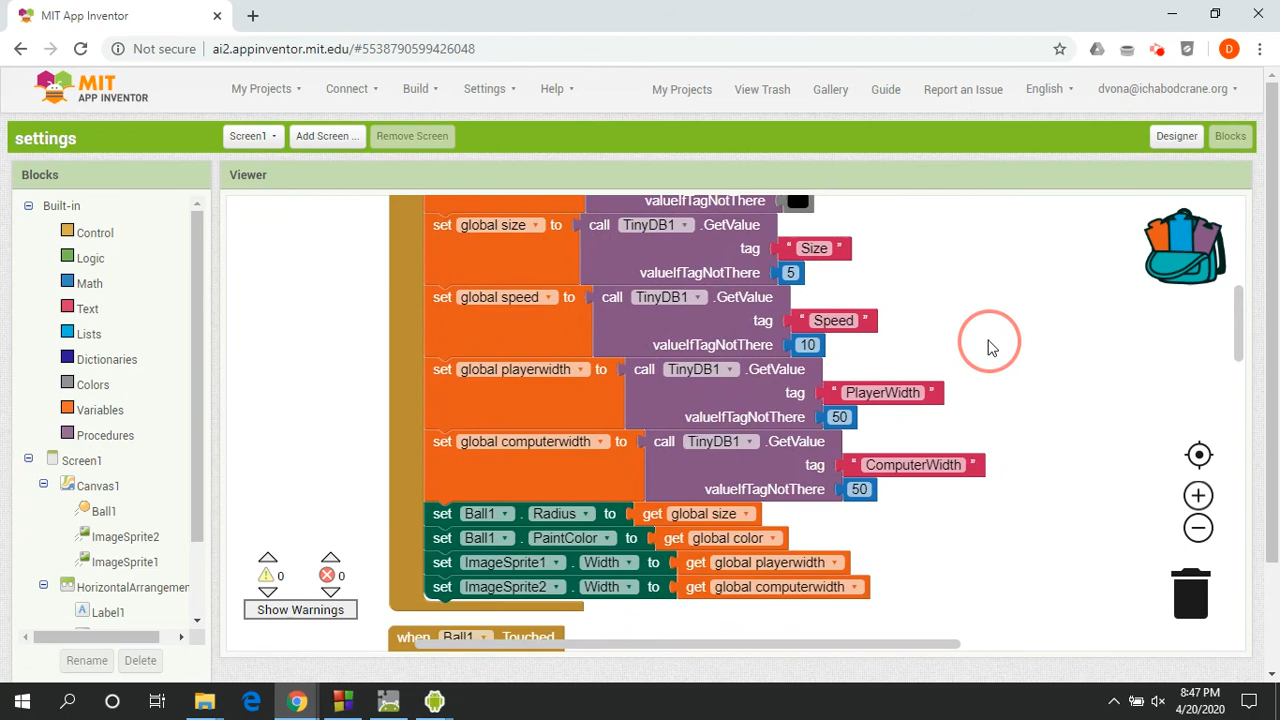 MIT App Inventor
Not secure
ai2.appinventor.mit.edu/#5538790599426048
D
MIT
APP INVENTOR
My Projects
Connect
Build
Settings
Help
My Projects
View Trash
Gallery
Guide
Report an Issue
English
dvona@ichabodcrane.org
settings
Screen1
Add Screen ...
Remove Screen
Designer
Blocks
Blocks
Viewer
Built-in
Control
Logic
Math
Text
Lists
Dictionaries
Colors
Variables
Procedures
Screen1
Canvas1
Ball1
ImageSprite2
ImageSprite1
HorizontalArrangemen
Label1
Rename
Delete
valueIfTagNotThere
set global size to call TinyDB1 .GetValue
tag " Size "
valueIfTagNotThere 5
set global speed to call TinyDB1 .GetValue
tag " Speed "
valueIfTagNotThere 10
set global playerwidth to call TinyDB1 .GetValue
tag " PlayerWidth "
valueIfTagNotThere 50
set global computerwidth to call TinyDB1 .GetValue
tag " ComputerWidth "
valueIfTagNotThere 50
set Ball1 . Radius to get global size
set Ball1 . PaintColor to get global color
set ImageSprite1 . Width to get global playerwidth
set ImageSprite2 . Width to get global computerwidth
when Ball1 .Touched
0
0
Show Warnings
8:47 PM
4/20/2020